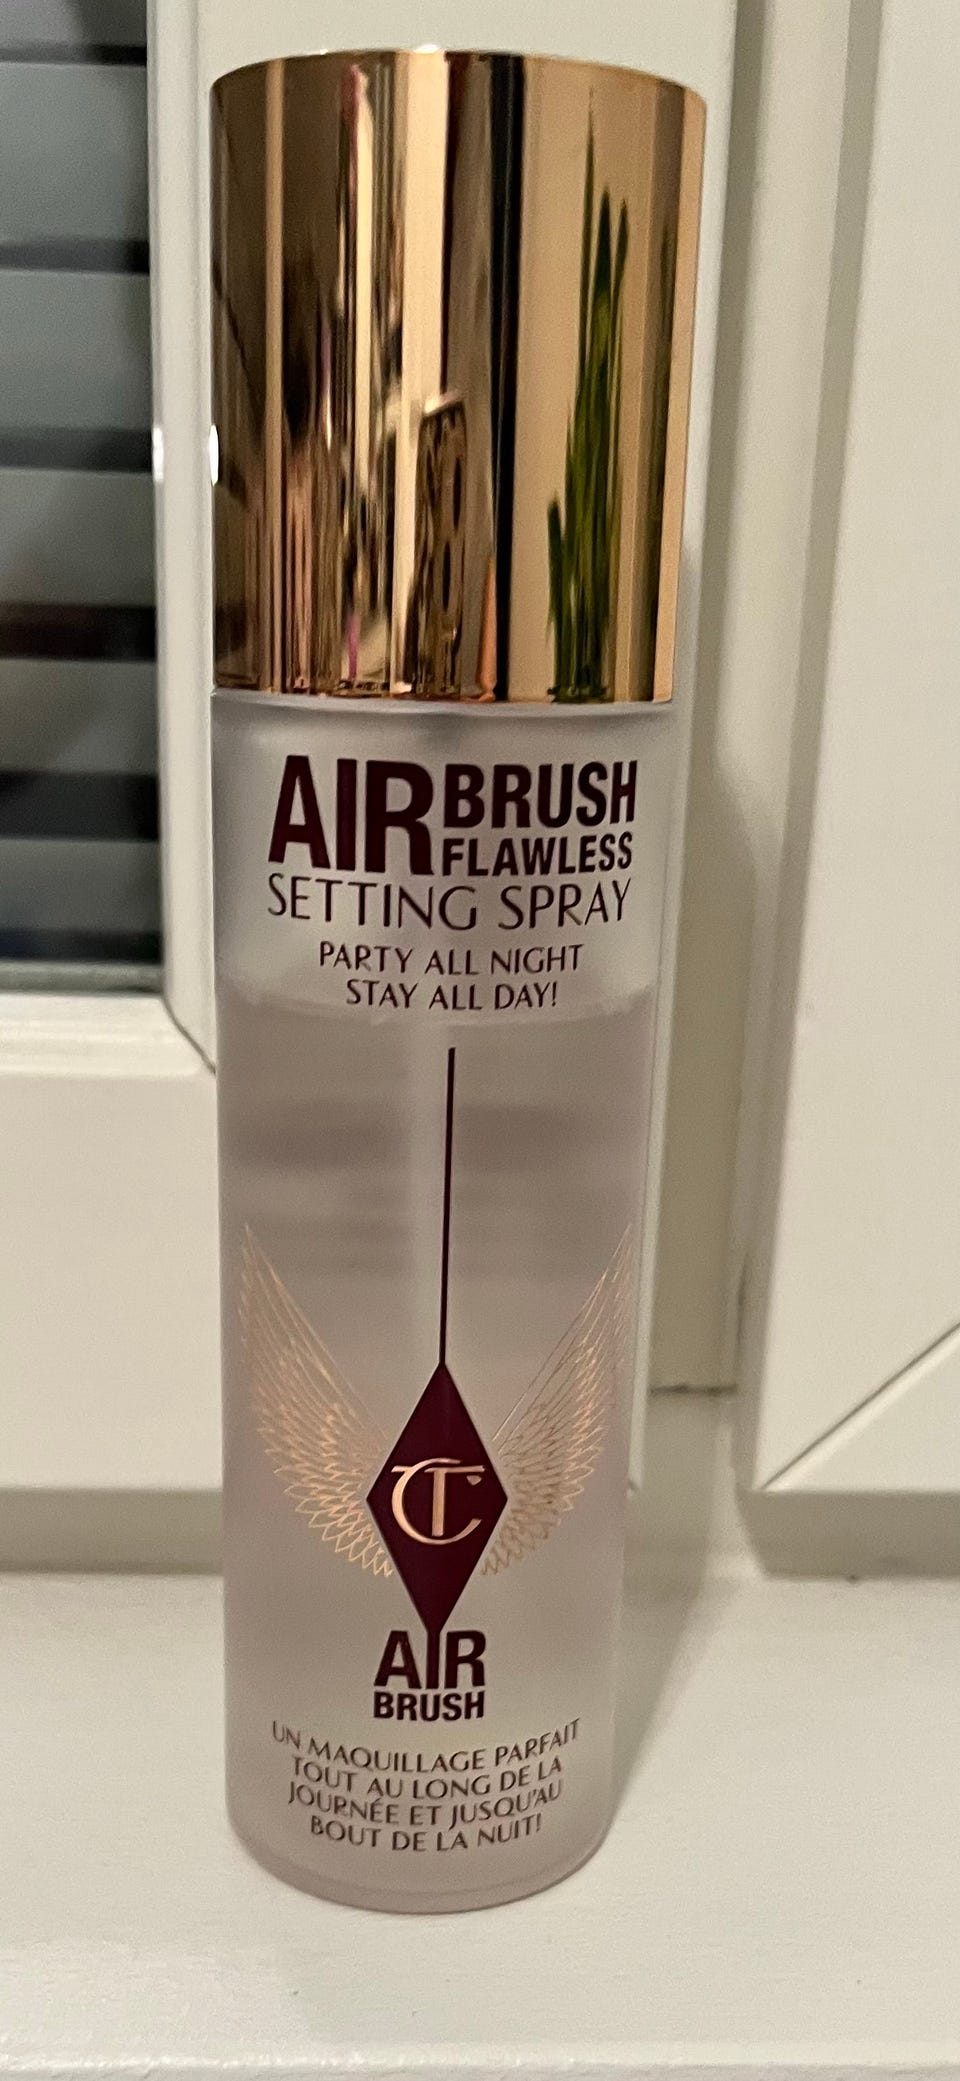 AIRBRUSH
FLAWLESS
SETTING SPRAY
PARTY ALL NIGHT
STAY ALL DAY!
CT
AIR
BRUSH
UN MAQUILLAGE PARFAIT
TOUT AU LONG DE LA
JOURNÉE ET JUSQU'AU
BOUT DE LA NUIT!